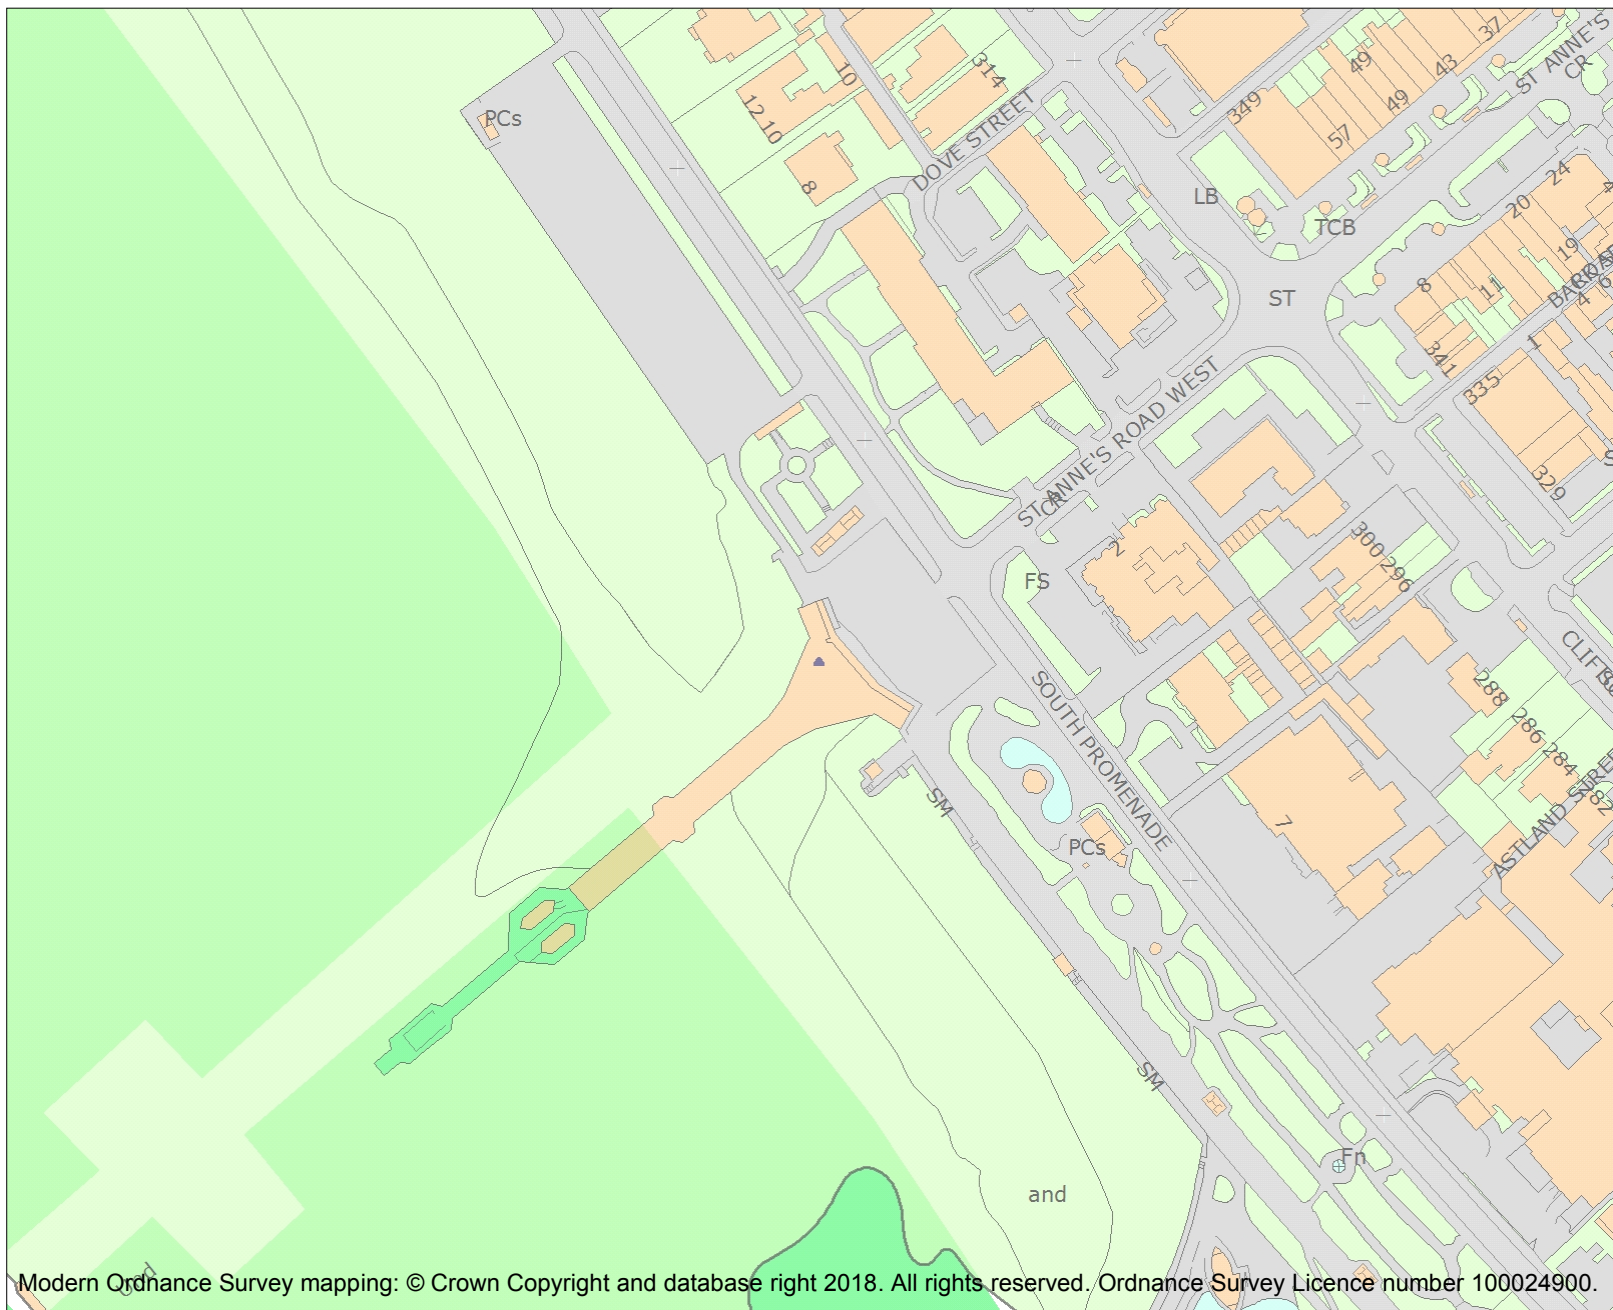 37
49
43
ST ANNE'S
CR
10
314
PCs
12 10
349
49
57
DOVE STREET
8
LB
24
TCB
20
19
ST
8
11
1
341
335
ST ANNE'S ROAD WEST
CR
329
2
300
296
FS
SOUTH PROMENADE
288
286
284
282
SM
PCs
7
SM
Fn
and
Modern Ordnance Survey mapping: © Crown Copyright and database right 2018. All rights reserved. Ordnance Survey Licence number 100024900.